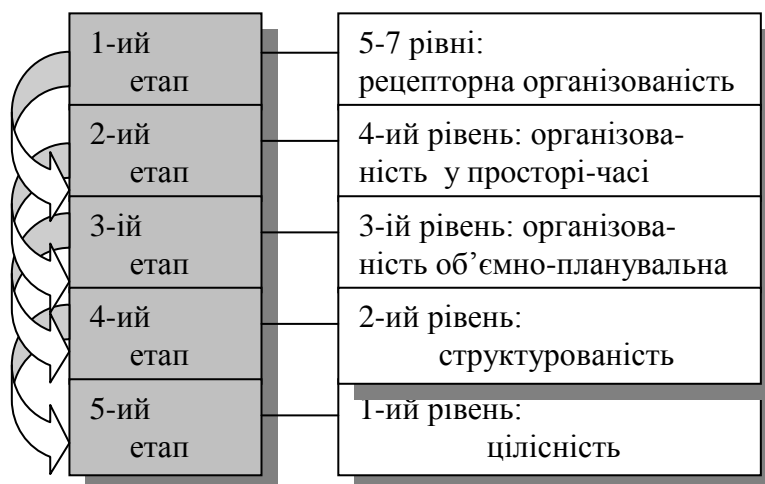 1-ий
етап
5-7 рівні:
рецепторна організованість
2-ий
етап
4-ий рівень: організова-
ність у просторі-часі
3-ій
етап
3-ій рівень: організова-
ність об’ємно-планувальна
4-ий
етап
2-ий рівень:
структурованість
5-ий
етап
1-ий рівень:
цілісність